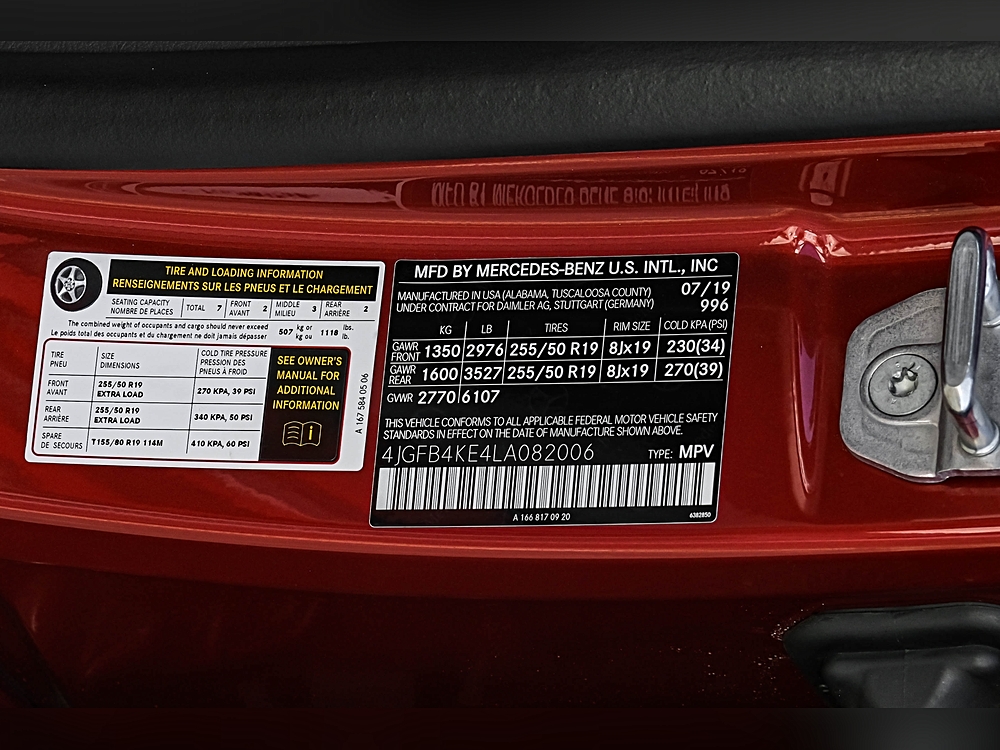 TIRE AND LOADING INFORMATION
RENSEIGNEMENTS SUR LES PNEUS ET LE CHARGEMENT
SEATING CAPACITY
NOMBRE DE PLACES
TOTAL 7
FRONT
AVANT 2
MIDDLE
MILIEU 3
REAR
ARRIÈRE 2
The combined weight of occupants and cargo should never exceed
Le poids total des occupants et du chargement ne doit jamais dépasser
507 kg or
kg ou
1118 lbs.
lb.
TIRE
PNEU
SIZE
DIMENSIONS
COLD TIRE PRESSURE
PRESSION DES
PNEUS À FROID
FRONT
AVANT
255/50 R19
EXTRA LOAD
270 KPA, 39 PSI
REAR
ARRIÈRE
255/50 R19
EXTRA LOAD
340 KPA, 50 PSI
SPARE
DE SECOURS
T155/80 R19 114M
410 KPA, 60 PSI
SEE OWNER'S
MANUAL FOR
ADDITIONAL
INFORMATION
A 167 584 05 06
MFD BY MERCEDES-BENZ U.S. INTL., INC
MANUFACTURED IN USA (ALABAMA, TUSCALOOSA COUNTY) 07/19
UNDER CONTRACT FOR DAIMLER AG, STUTTGART (GERMANY) 996
KG LB TIRES RIM SIZE COLD KPA(PSI)
GAWR
FRONT 1350 2976 255/50 R19 8Jx19 230(34)
GAWR
REAR 1600 3527 255/50 R19 8Jx19 270(39)
GVWR 2770 6107
THIS VEHICLE CONFORMS TO ALL APPLICABLE FEDERAL MOTOR VEHICLE SAFETY
STANDARDS IN EFFECT ON THE DATE OF MANUFACTURE SHOWN ABOVE.
4JGFB4KE4LA082006 TYPE: MPV
A 166 817 09 20
6382850